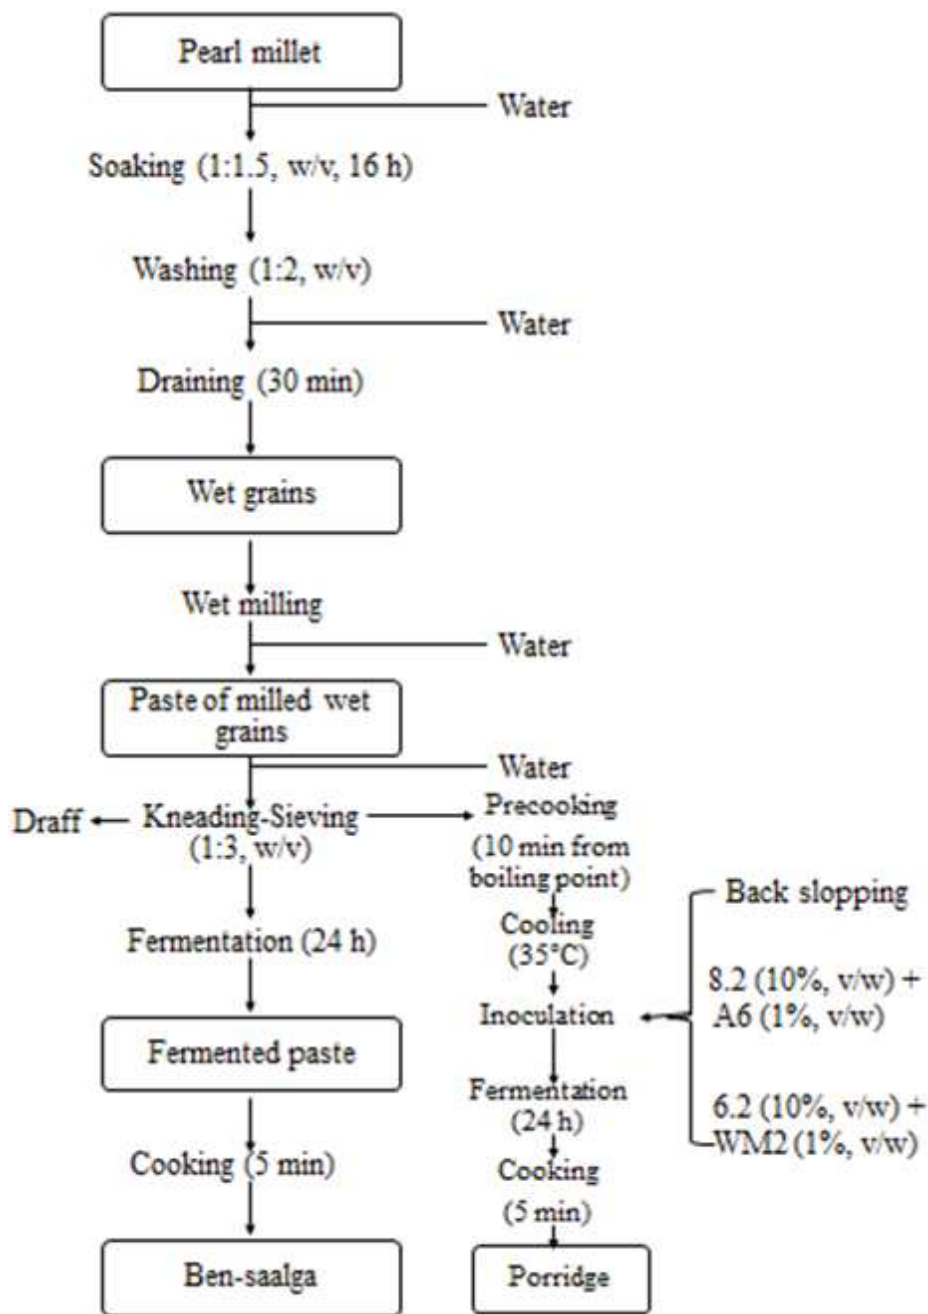 Pearl millet
Water
Soaking (1:1.5, w/v, 16 h)
Washing (1:2, w/v)
Water
Draining (30 min)
Wet grains
Wet milling
Water
Paste of milled wet
grains
Water
Draff
Kneading-Sieving
(1:3, w/v)
Precooking
(10 min from
boiling point)
Fermentation (24 h)
Cooling
(35°C)
Back slopping
8.2 (10%, v/w) +
A6 (1%, v/w)
Inoculation
Fermented paste
Fermentation
(24 h)
6.2 (10%, v/w) +
WM2 (1%, v/w)
Cooking (5 min)
Cooking
(5 min)
Ben-saalga
Porridge